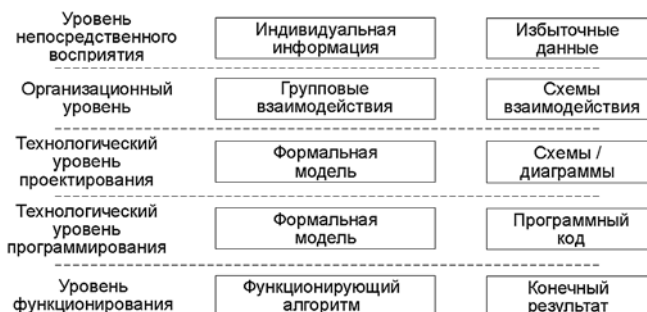 Уровень
непосредственного
восприятия
Индивидуальная
информация
Избыточные
данные
Организационный
уровень
Групповые
взаимодействия
Схемы
взаимодействия
Технологический
уровень
проектирования
Формальная
модель
Схемы /
диаграммы
Технологический
уровень
программирования
Формальная
модель
Программный
код
Уровень
функционирования
Функционирующий
алгоритм
Конечный
результат